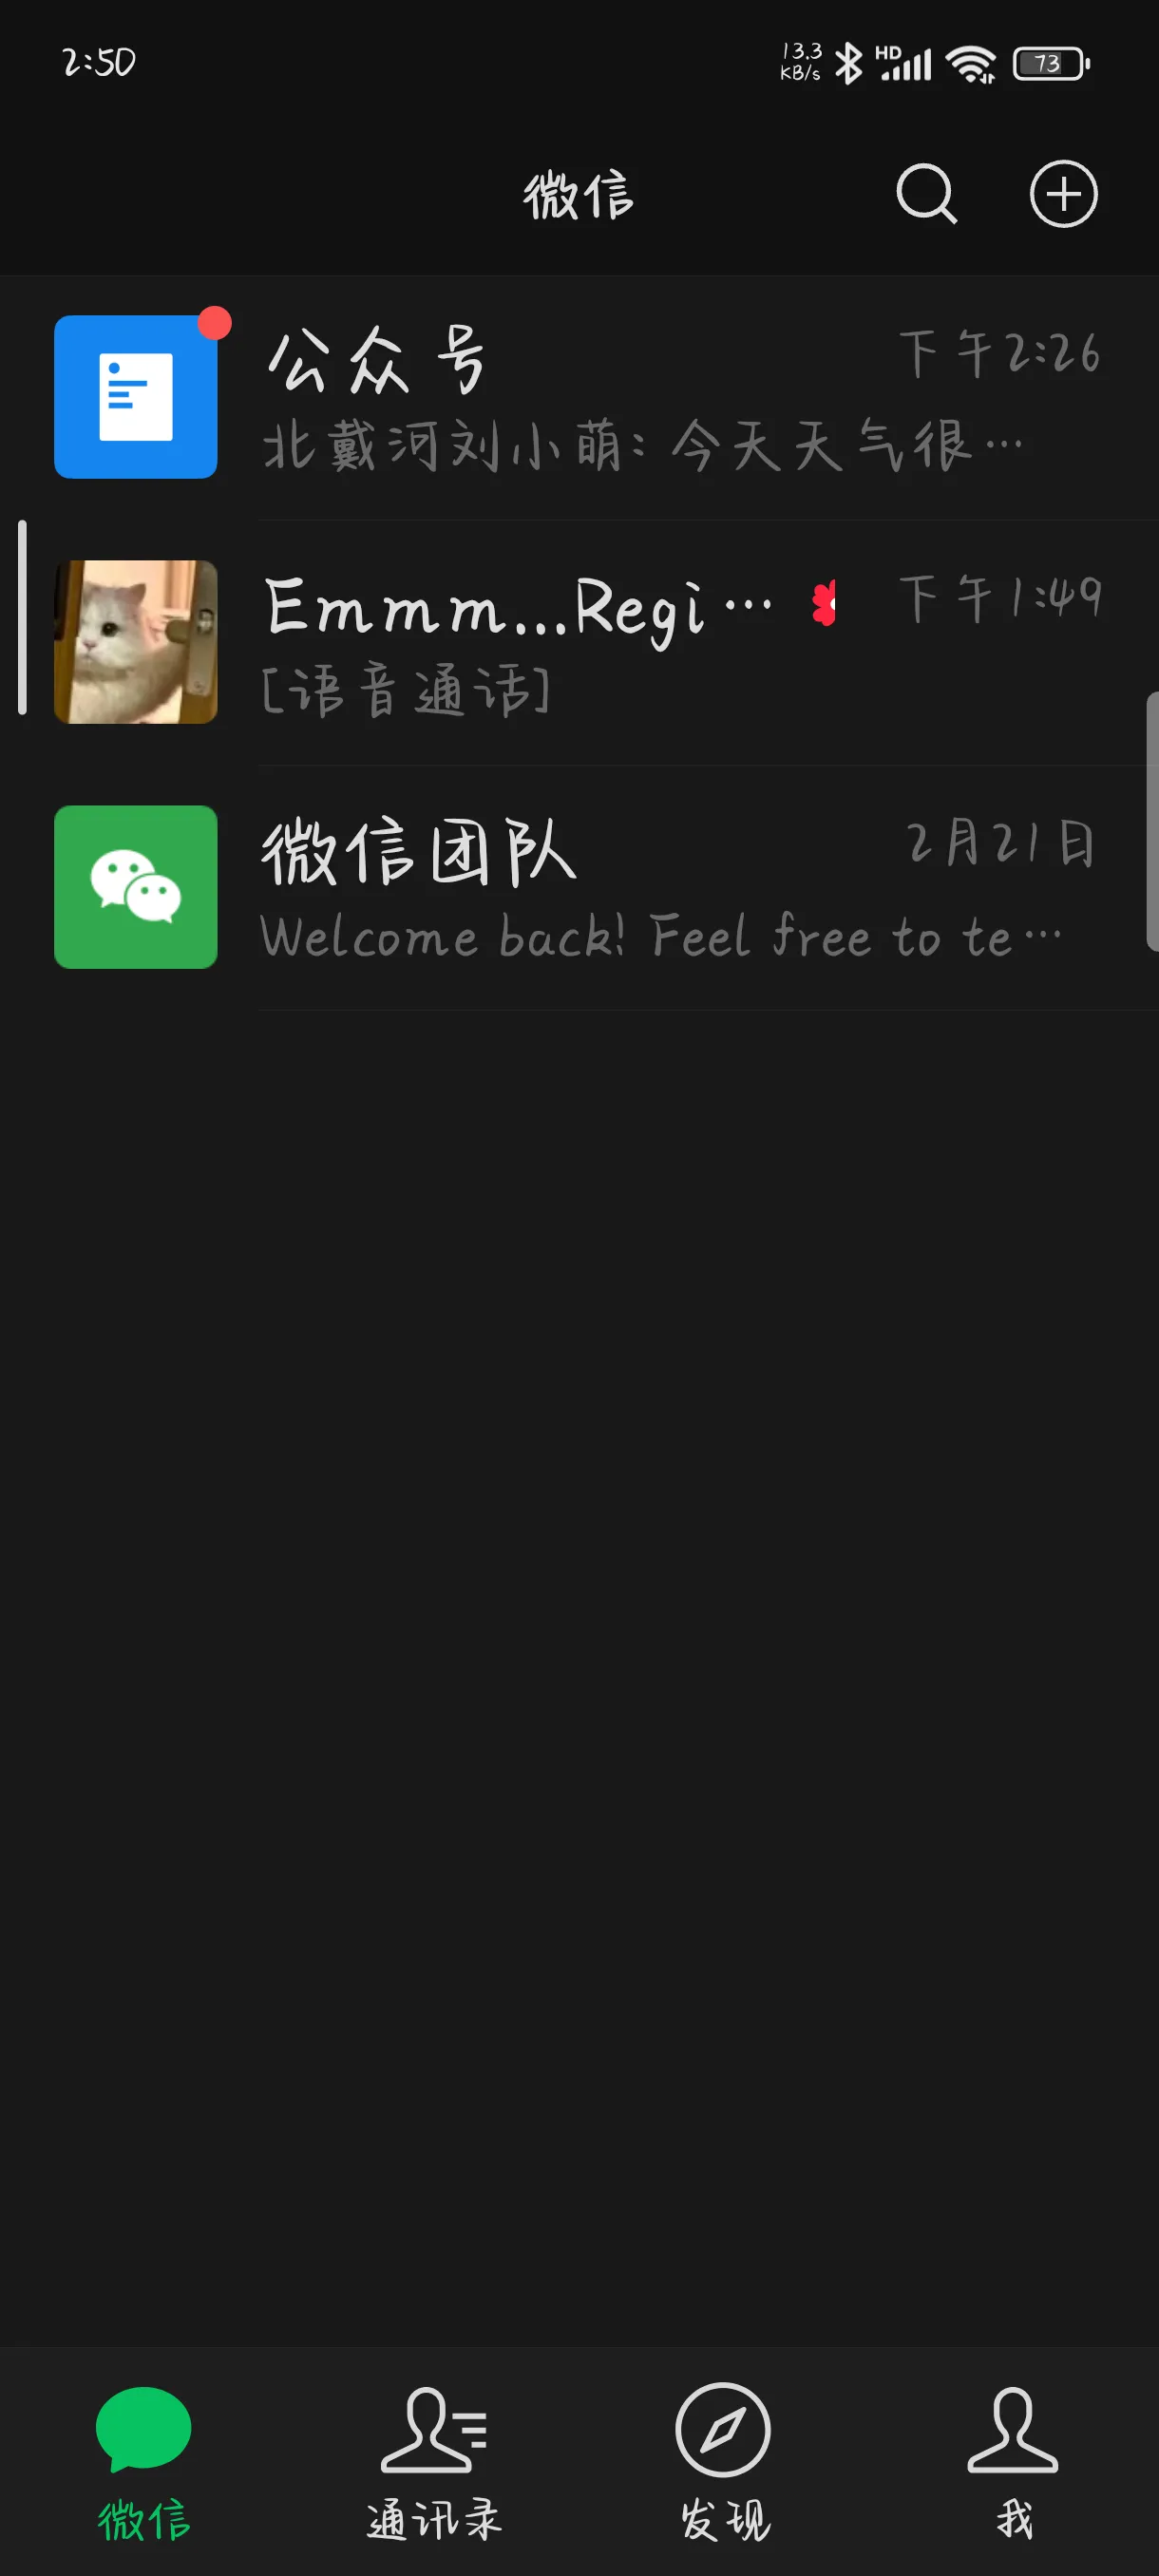 2:50
13.3
KB/s
HD
73
微信
公众号
下午2:26
北戴河刘小萌: 今天天气很…
Emmm...Regi…
下午1:49
[语音通话]
微信团队
2月21日
Welcome back! Feel free to te…
微信
通讯录
发现
我